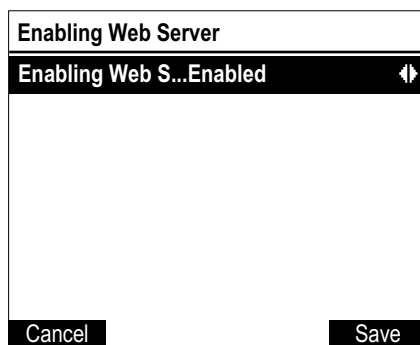 Enabling Web Server
Enabling Web S...Enabled
Cancel Save